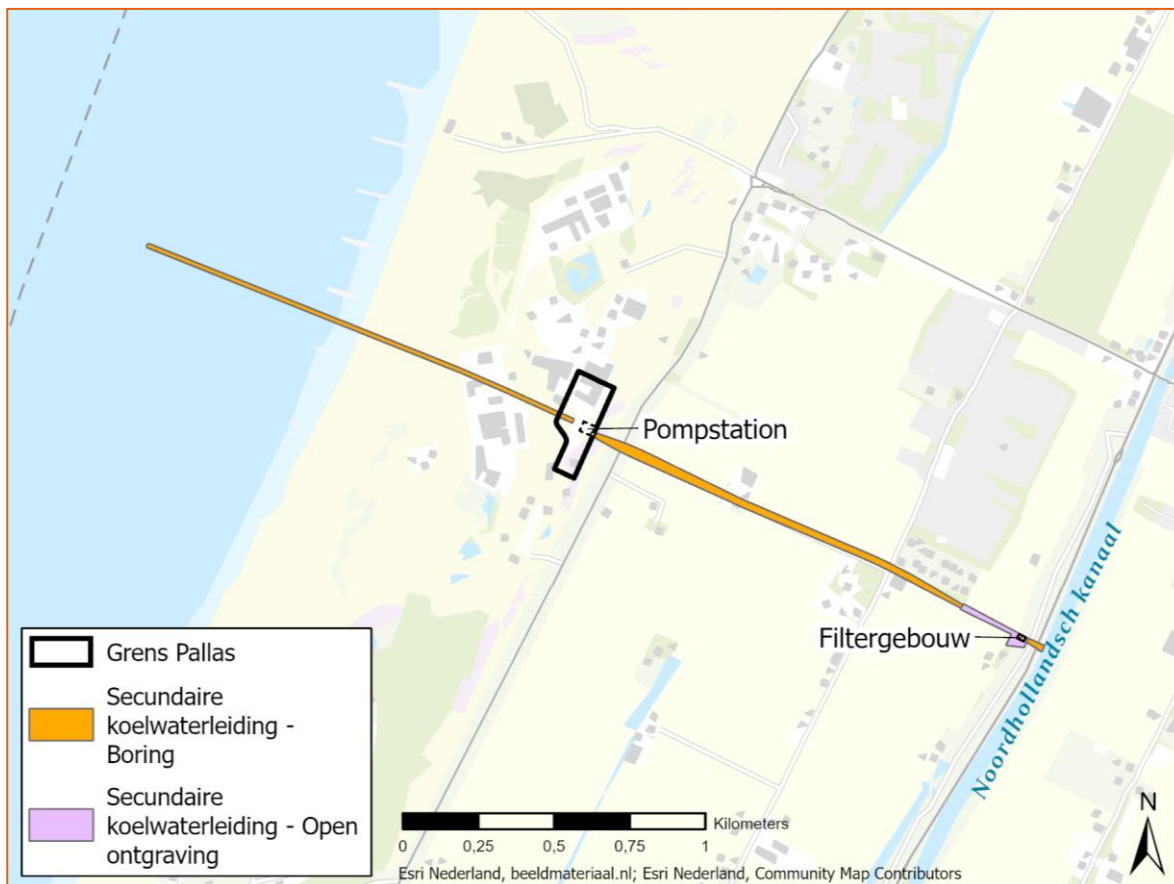 Pompstation
Filtergebouw
Noordhollandsch kanaal
Grens Pallas
Secundaire
koelwaterleiding -
Boring
Secundaire
koelwaterleiding - Open
ontgraving
Kilometers
0 0,25 0,5 0,75 1
N
Esri Nederland, beeldmateriaal.nl; Esri Nederland, Community Map Contributors